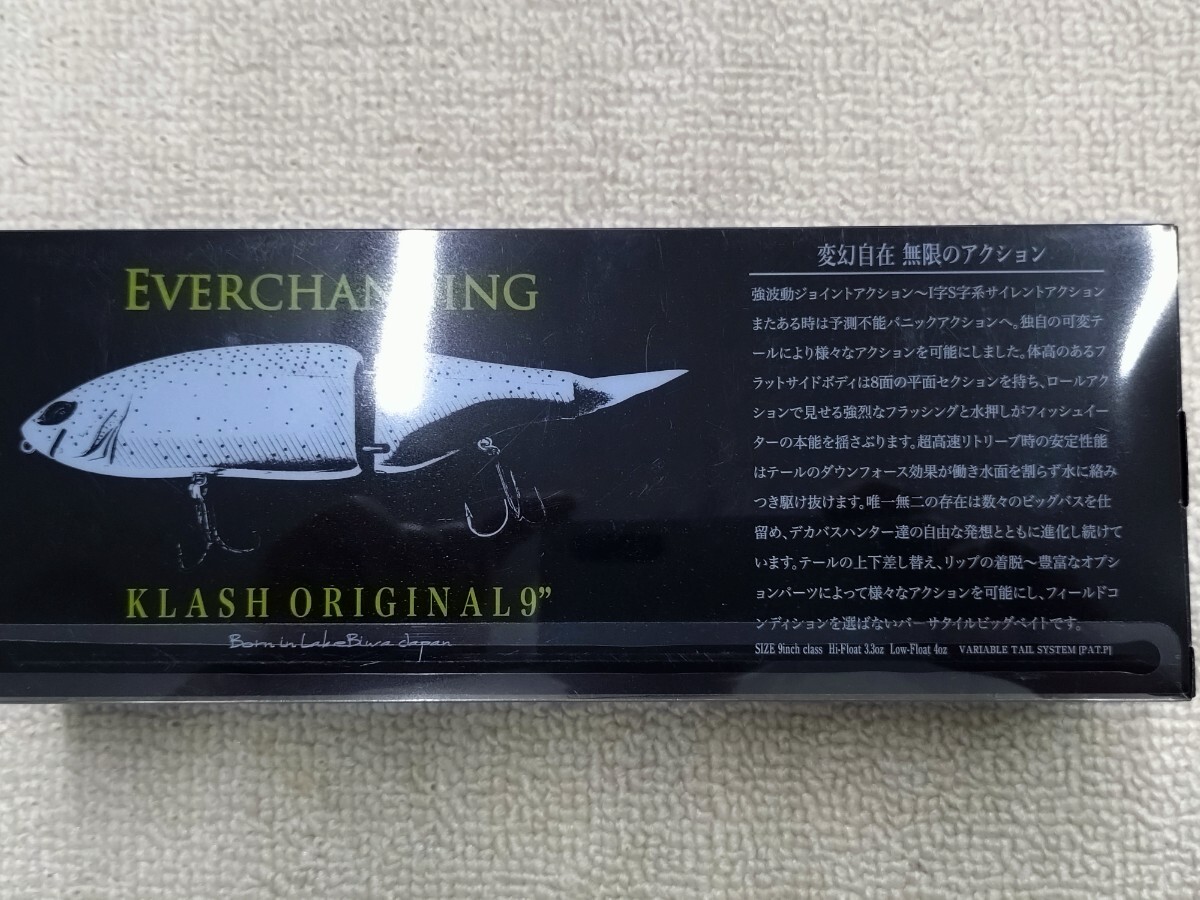 EVERCHANGING
KLASH ORIGINAL 9”
Born in Lake Biwa Japan
変幻自在 無限のアクション
強波動ジョイントアクション〜I字S字系サイレントアクション
またある時は予測不能パニックアクションへ。独自の可変テ
ールにより様々なアクションを可能にしました。体高のあるフ
ラットサイドボディは8面の平面セクションを持ち、ロールアク
ションで見せる強烈なフラッシングと水押しがフィッシュイー
ターの本能を揺さぶります。超高速リトリーブ時の安定性能
はテールのダウンフォース効果が働き水面を割らず水に絡み
つき駆け抜けます。唯一無二の存在は数々のビッグバスを仕
留め、デカバスハンター達の自由な発想とともに進化し続けて
います。テールの上下差し替え、リップの着脱〜豊富なオプシ
ョンパーツによって様々なアクションを可能にし、フィールドコ
ンディションを選ばないバーサタイルビッグベイトです。
SIZE 9inch class Hi-Float 3.3oz Low-Float 4oz VARIABLE TAIL SYSTEM [PAT.P]